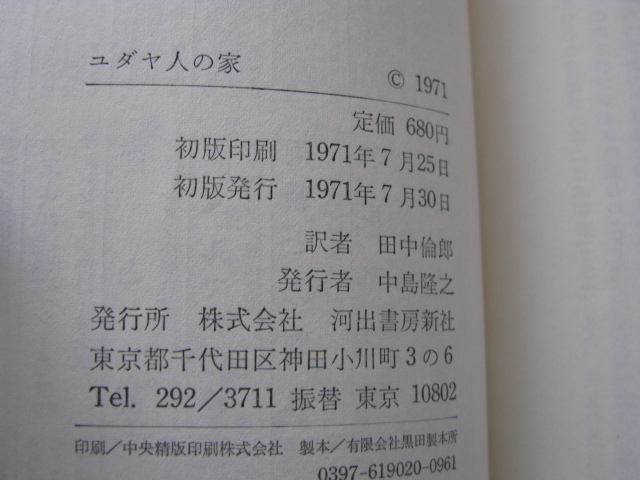 ユダヤ人の家
© 1971
定価 680円
初版印刷 1971年7月25日
初版発行 1971年7月30日
訳者 田中倫郎
発行者 中島隆之
発行所 株式会社 河出書房新社
東京都千代田区神田小川町3の6
Tel. 292/3711 振替 東京 10802
印刷/中央精版印刷株式会社 製本/有限会社黒田製本所
0397-619020-0961